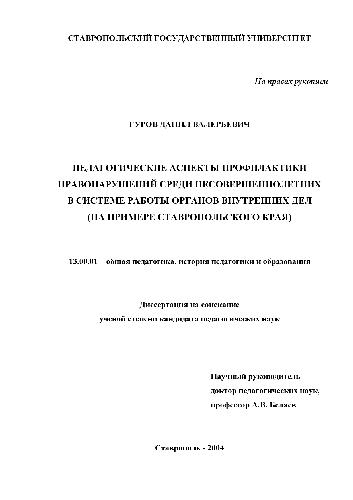 СТАВРОПОЛЬСКИЙ ГОСУДАРСТВЕННЫЙ УНИВЕРСИТЕТ
На правах рукописи
ГУРОВ ДАНИЛ ВАЛЕРЬЕВИЧ
ПЕДАГОГИЧЕСКИЕ АСПЕКТЫ ПРОФИЛАКТИКИ
ПРАВОНАРУШЕНИЙ СРЕДИ НЕСОВЕРШЕННОЛЕТНИХ
В СИСТЕМЕ РАБОТЫ ОРГАНОВ ВНУТРЕННИХ ДЕЛ
(НА ПРИМЕРЕ СТАВРОПОЛЬСКОГО КРАЯ)
13.00.01 – общая педагогика, история педагогики и образования
Диссертация на соискание
ученой степени кандидата педагогических наук
Научный руководитель
доктор педагогических наук,
профессор А.В. Беляев
Ставрополь - 2004